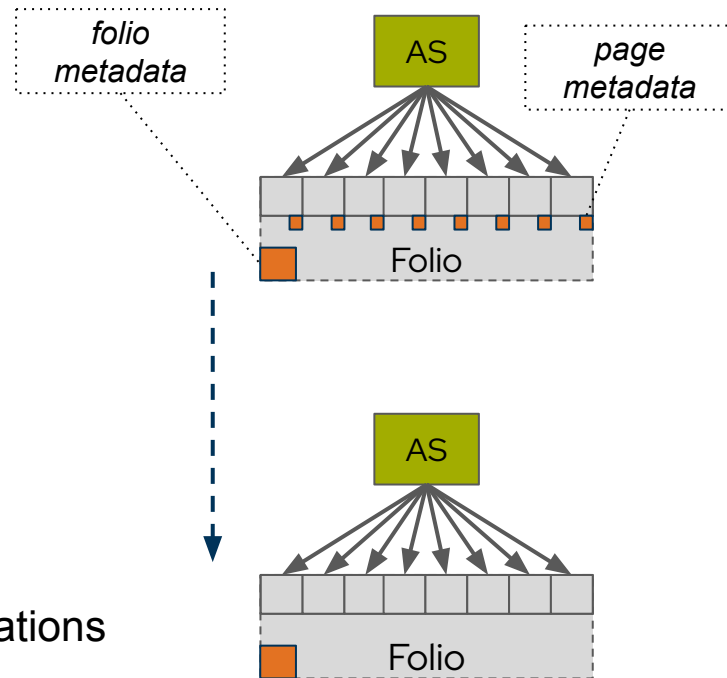 folio
metadata
AS
page
metadata
Folio
AS
ations
Folio